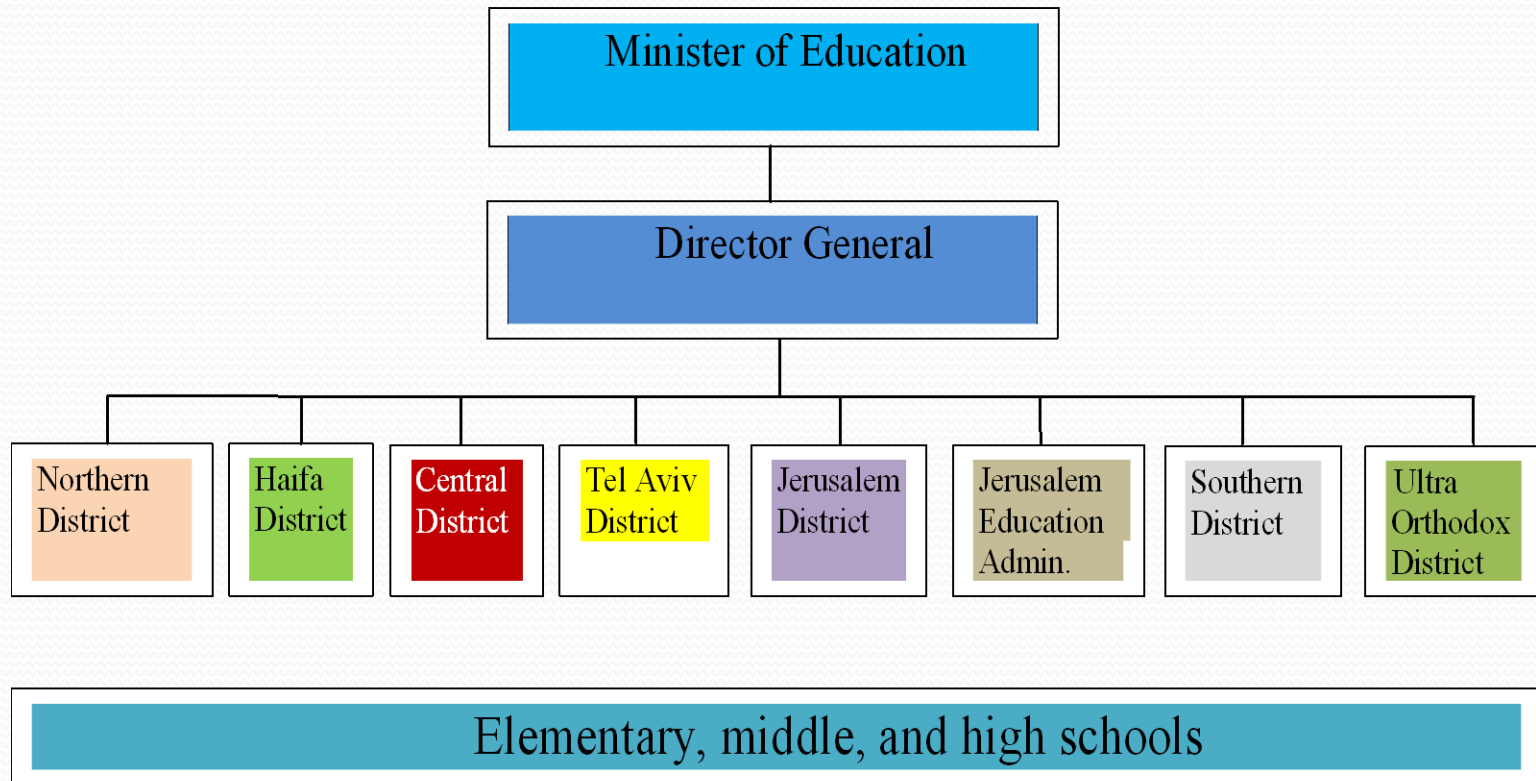 Minister of Education
Director General
Northern
District
Haifa
District
Central
District
Tel Aviv
District
Jerusalem
District
Jerusalem
Education
Admin.
Southern
District
Ultra
Orthodox
District
Elementary, middle, and high schools